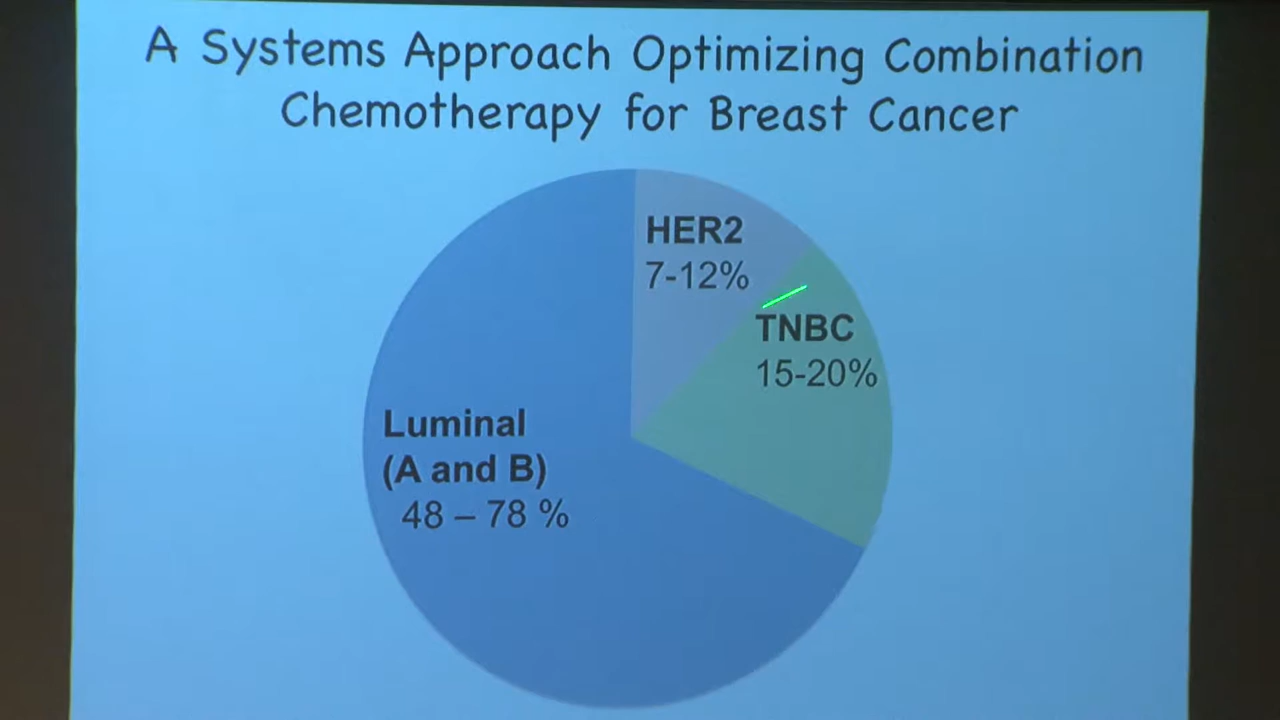 A Systems Approach Optimizing Combination
Chemotherapy for Breast Cancer
HER2
7-12%
TNBC
15-20%
Luminal
(A and B)
48 – 78 %